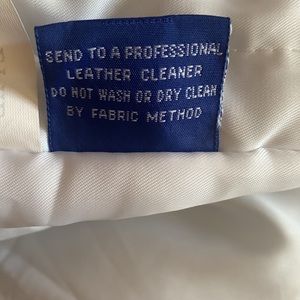 SEND TO A PROFESSIONAL
LEATHER CLEANER
DO NOT WASH OR DRY CLEAN
BY FABRIC METHOD